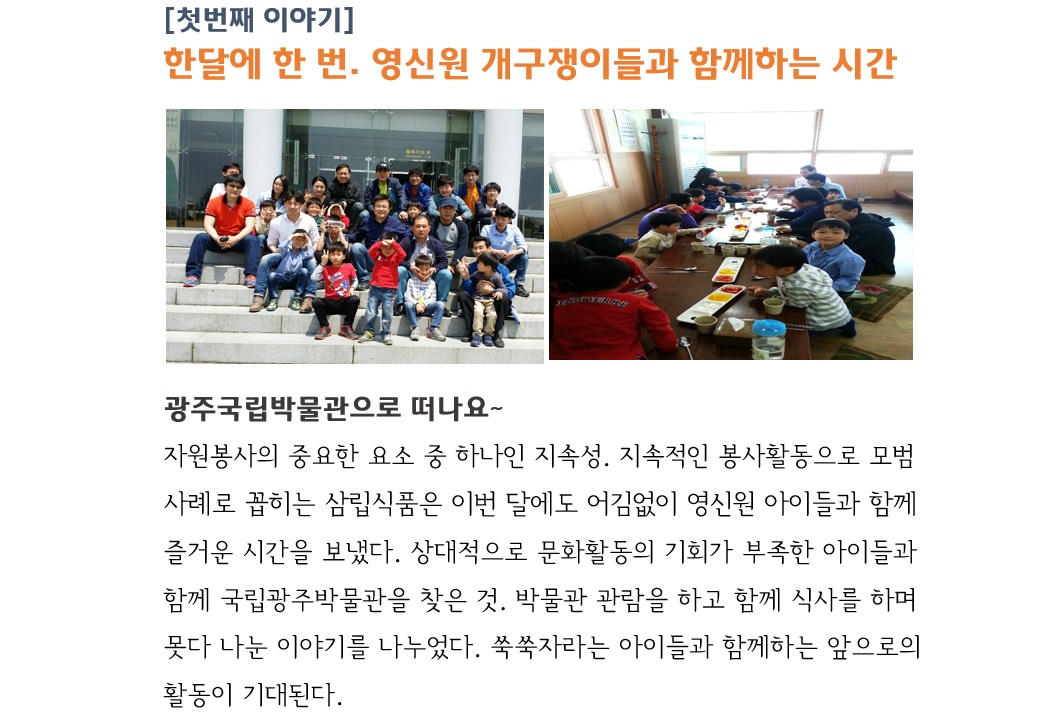 [첫번째 이야기]
한달에 한 번. 영신원 개구쟁이들과 함께하는 시간
광주국립박물관으로 떠나요~
자원봉사의 중요한 요소 중 하나인 지속성. 지속적인 봉사활동으로 모범
사례로 꼽히는 삼립식품은 이번 달에도 어김없이 영신원 아이들과 함께
즐거운 시간을 보냈다. 상대적으로 문화활동의 기회가 부족한 아이들과
함께 국립광주박물관을 찾은 것. 박물관 관람을 하고 함께 식사를 하며
못다 나눈 이야기를 나누었다. 쑥쑥자라는 아이들과 함께하는 앞으로의
활동이 기대된다.